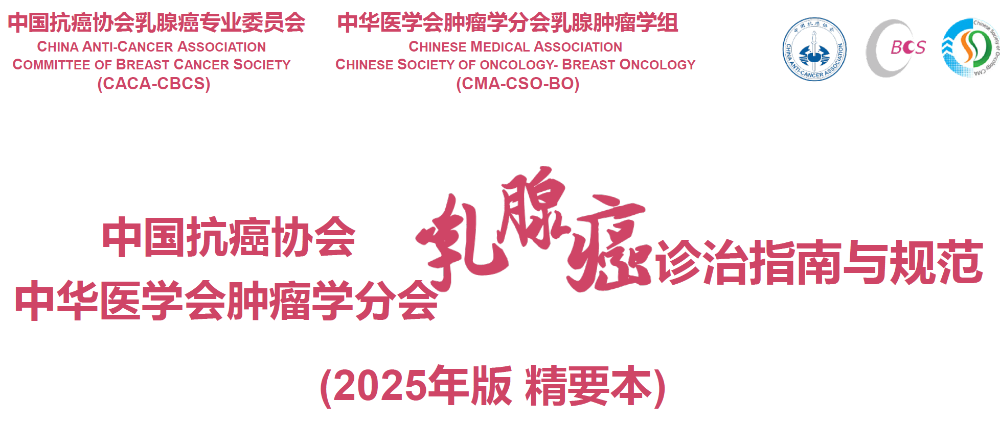 中国抗癌协会乳腺癌专业委员会
CHINA ANTI-CANCER ASSOCIATION
COMMITTEE OF BREAST CANCER SOCIETY
(CACA-CBCS)
中华医学会肿瘤学分会乳腺肿瘤学组
CHINESE MEDICAL ASSOCIATION
CHINESE SOCIETY OF ONCOLOGY- BREAST ONCOLOGY
(CMA-CSO-BO)
中国抗癌协会
CHINA ANTI-CANCER ASSOCIATION
BCS
Chinese Society of Oncology·CMA
中国抗癌协会
中华医学会肿瘤学分会
乳腺癌诊治指南与规范
(2025年版 精要本)